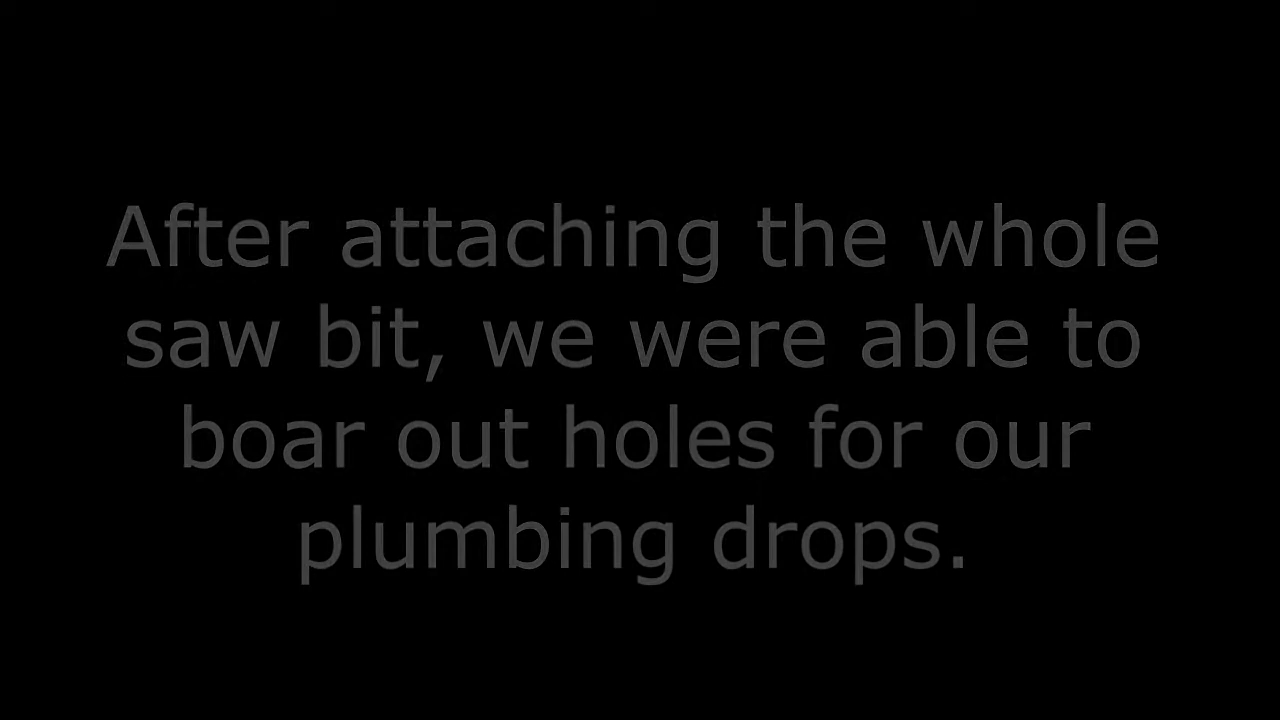 After attaching the whole
saw bit, we were able to
boar out holes for our
plumbing drops.